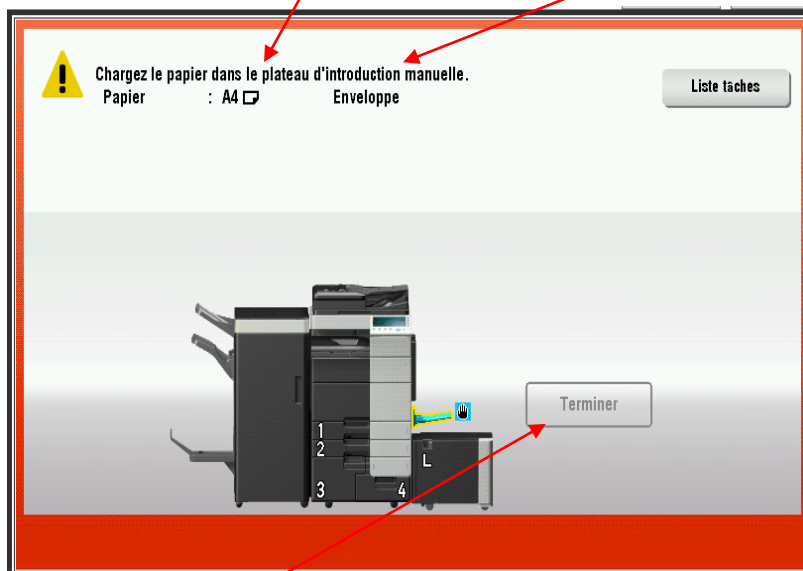 Chargez le papier dans le plateau d'introduction manuelle.
Papier : A4 Enveloppe
Liste tâches
Terminer
1
2
3 4
L